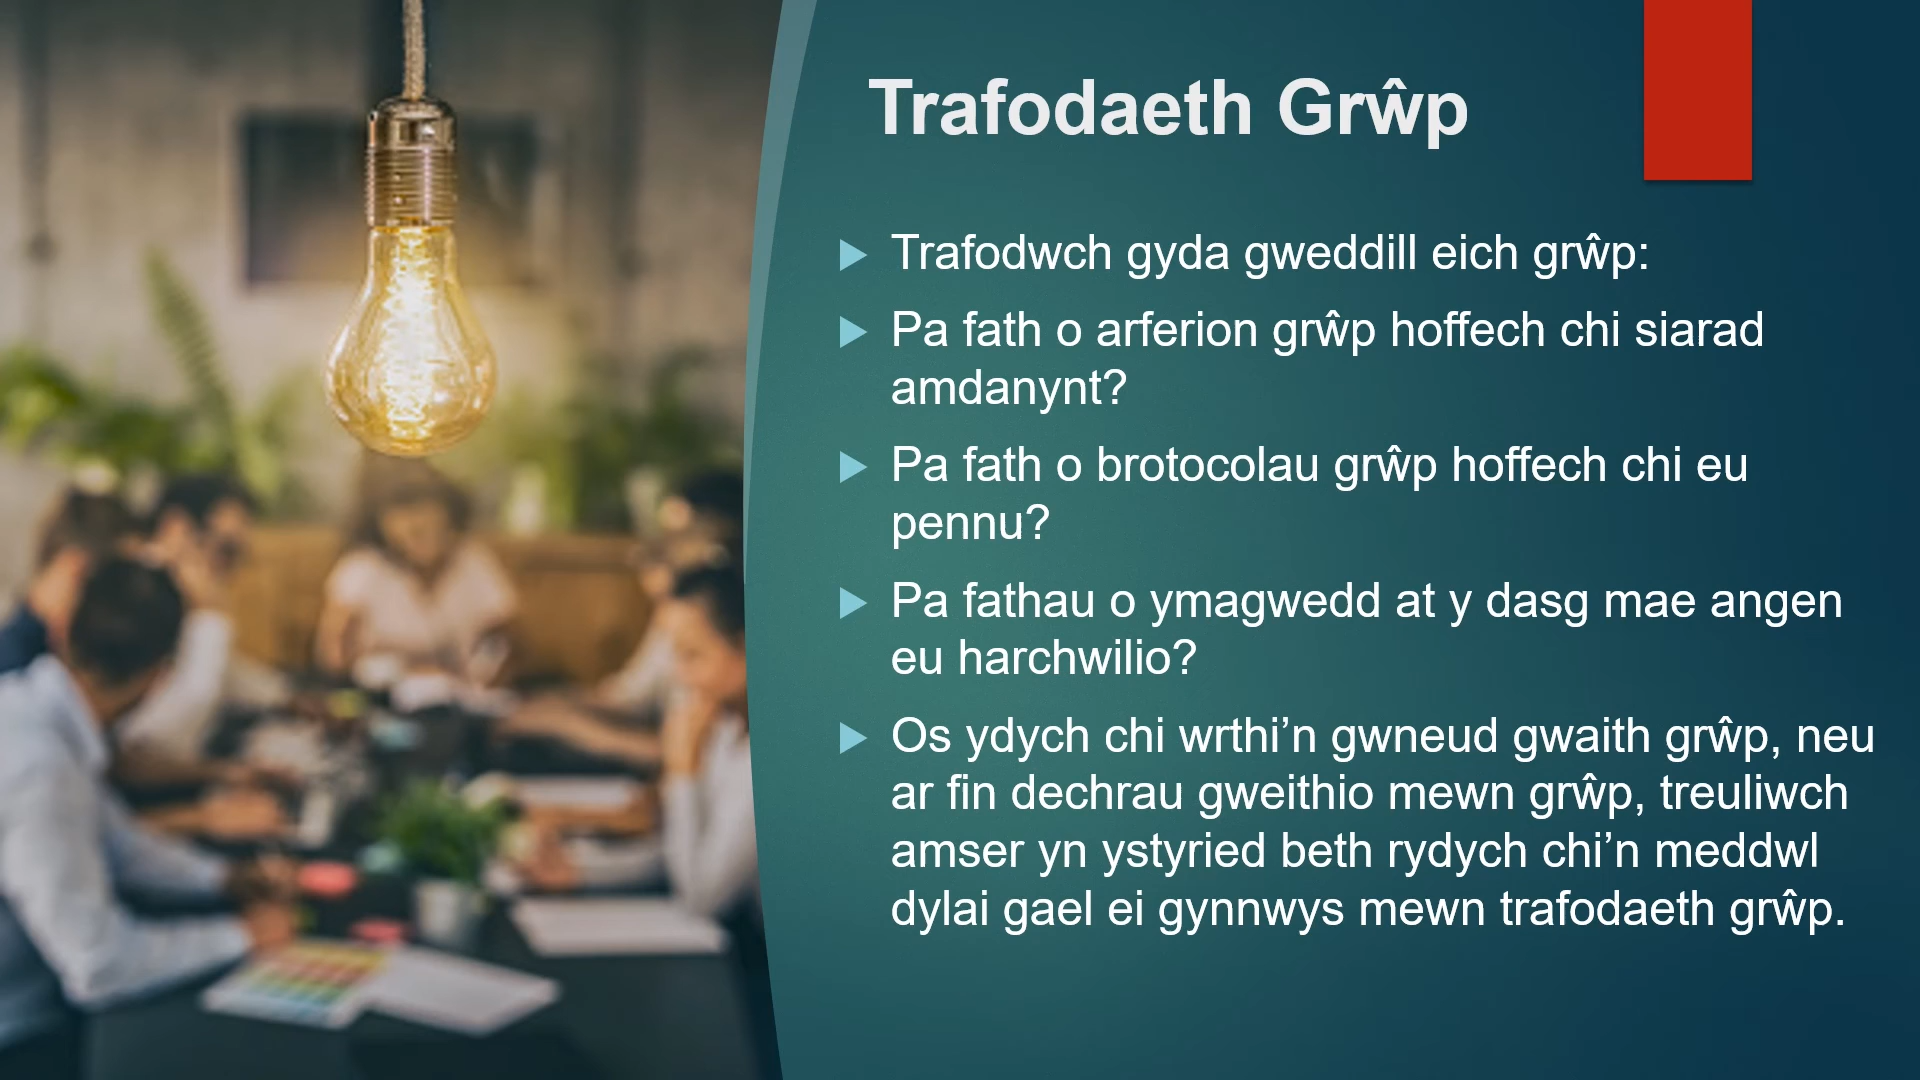 Trafodaeth Grŵp
Trafodwch gyda gweddill eich grŵp:
Pa fath o arferion grŵp hoffech chi siarad
amdanynt?
Pa fath o brotocolau grŵp hoffech chi eu
pennu?
Pa fathau o ymagwedd at y dasg mae angen
eu harchwilio?
Os ydych chi wrthi’n gwneud gwaith grŵp, neu
ar fin dechrau gweithio mewn grŵp, treuliwch
amser yn ystyried beth rydych chi’n meddwl
dylai gael ei gynnwys mewn trafodaeth grŵp.